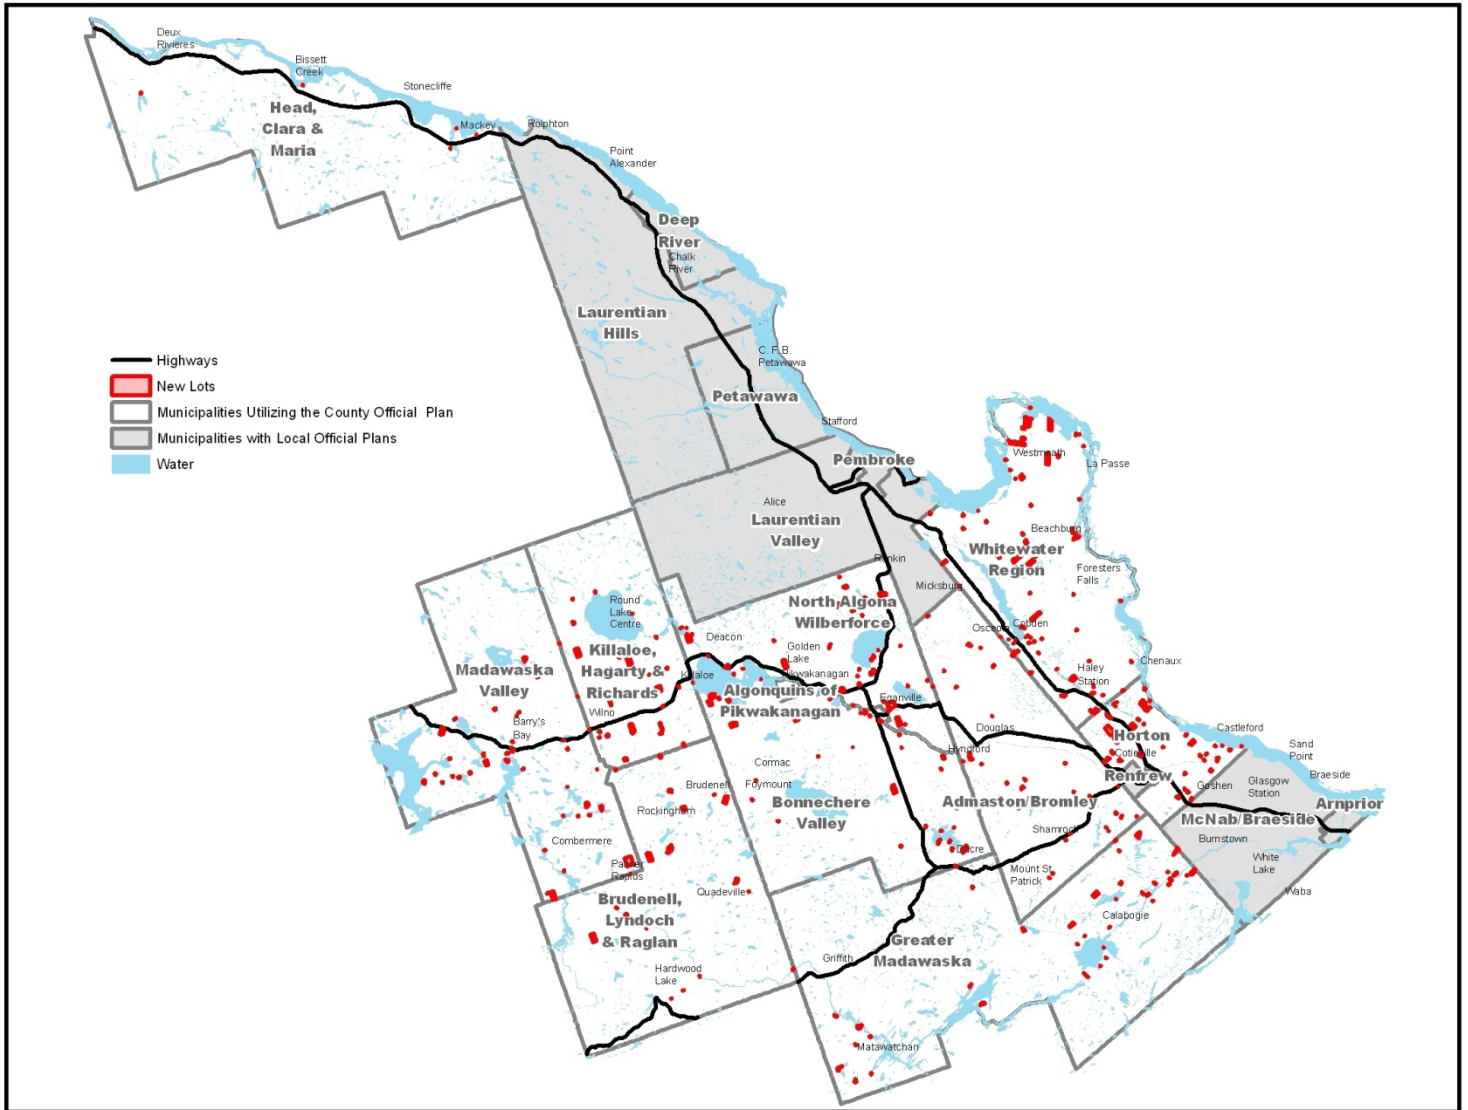 Deux
Rivieres
Bissett
Creek
Stonecliffe
Head,
Clara &
Maria
Mackey
Rolphton
Point
Alexander
Deep
River
Chalk
River
Laurentian
Hills
Highways
New Lots
Municipalities Utilizing the County Official Plan
Municipalities with Local Official Plans
Water
C. F. B.
Petawawa
Petawawa
Stafford
Pembroke
Westmeath
La Passe
Alice
Laurentian
Valley
Beachburg
Whitewater
Region
Foresters
Falls
Rankin
Micksburg
Round
Lake
Centre
North Algona
Wilberforce
Osceola
Cobden
Deacon
Golden
Lake
Pikwakanagan
Killaloe,
Hagarty &
Richards
Killaloe
Madawaska
Valley
Algonquins of
Pikwakanagan
Haley
Station
Chenaux
Eganville
Wilno
Barry's
Bay
Douglas
Horton
Castleford
Cotieville
Sand
Point
Hyndford
Cormac
Foymount
Renfrew
Braeside
Glasgow
Station
Goshen
Brudenell
Rockingham
Bonnechere
Valley
Admaston/Bromley
Arnprior
McNab/Braeside
Shamrock
Burnstown
Combermere
Dacre
White
Lake
Palmer
Rapids
Mount St.
Patrick
Waba
Quadeville
Brudenell,
Lyndoch
& Raglan
Calabogie
Greater
Madawaska
Griffith
Hardwood
Lake
Matawatchan